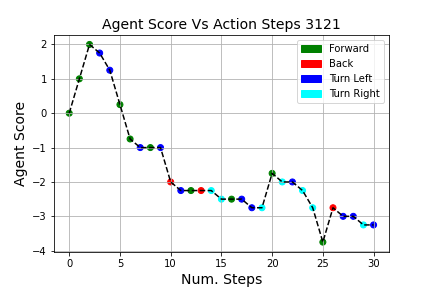 Agent Score Vs Action Steps 3121
Agent Score
2
1
0
−1
−2
−3
−4
Forward
Back
Turn Left
Turn Right
0 5 10 15 20 25 30
Num. Steps